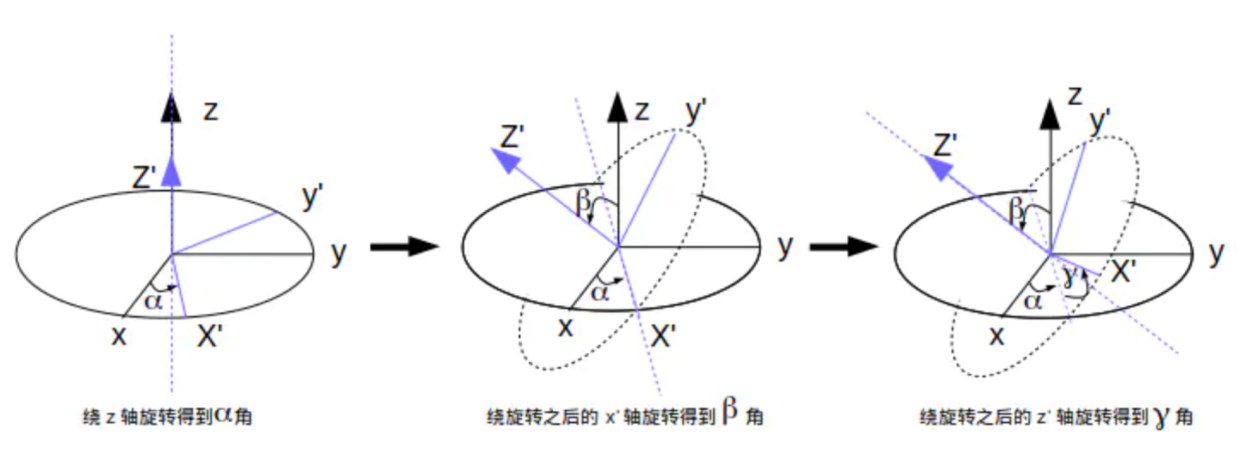 z
Z'
y'
y
α
x
X'
绕 z 轴旋转得到α角
z
y'
Z'
β
y
α
x
X'
绕旋转之后的 x' 轴旋转得到 β 角
z
y'
Z'
β
y
X'
γ
α
x
绕旋转之后的 z' 轴旋转得到 γ 角